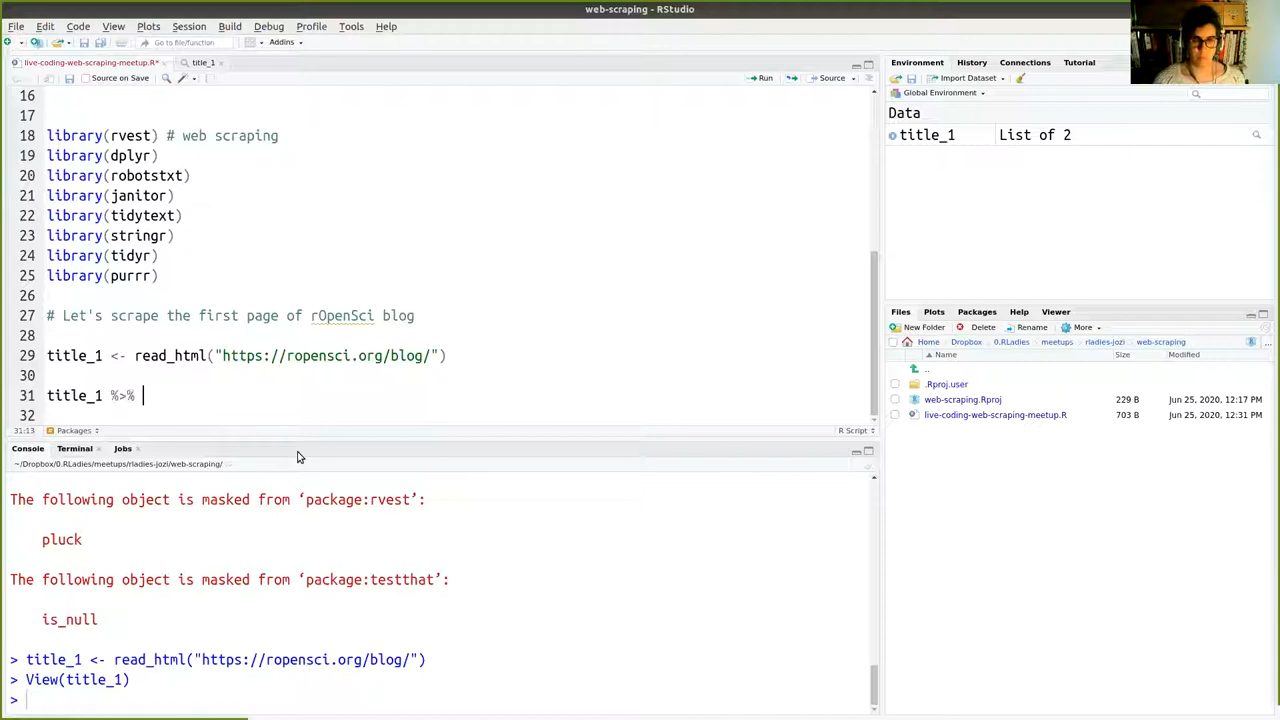 web-scraping - RStudio
File Edit Code View Plots Session Build Debug Profile Tools Help
Go to file/function Addins
live-coding-web-scraping-meetup.R* × title_1 ×
Source on Save Run Source
16
17
18 library(rvest) # web scraping
19 library(dplyr)
20 library(robotstxt)
21 library(janitor)
22 library(tidytext)
23 library(stringr)
24 library(tidyr)
25 library(purrr)
26
27 # Let's scrape the first page of rOpenSci blog
28
29 title_1 <- read_html("https://ropensci.org/blog/")
30
31 title_1 %>%
32
31:13 Packages R Script
Console Terminal × Jobs ×
~/Dropbox/0.RLadies/meetups/rladies-jozi/web-scraping/
The following object is masked from ‘package:rvest’:
pluck
The following object is masked from ‘package:testthat’:
is_null
> title_1 <- read_html("https://ropensci.org/blog/")
> View(title_1)
>
Environment History Connections Tutorial
Import Dataset
Global Environment
Data
title_1 List of 2
Files Plots Packages Help Viewer
New Folder Delete Rename More
Home Dropbox 0.RLadies meetups rladies-jozi web-scraping ...
Name Size Modified
..
.Rproj.user
web-scraping.Rproj 229 B Jun 25, 2020, 12:17 PM
live-coding-web-scraping-meetup.R 703 B Jun 25, 2020, 12:31 PM